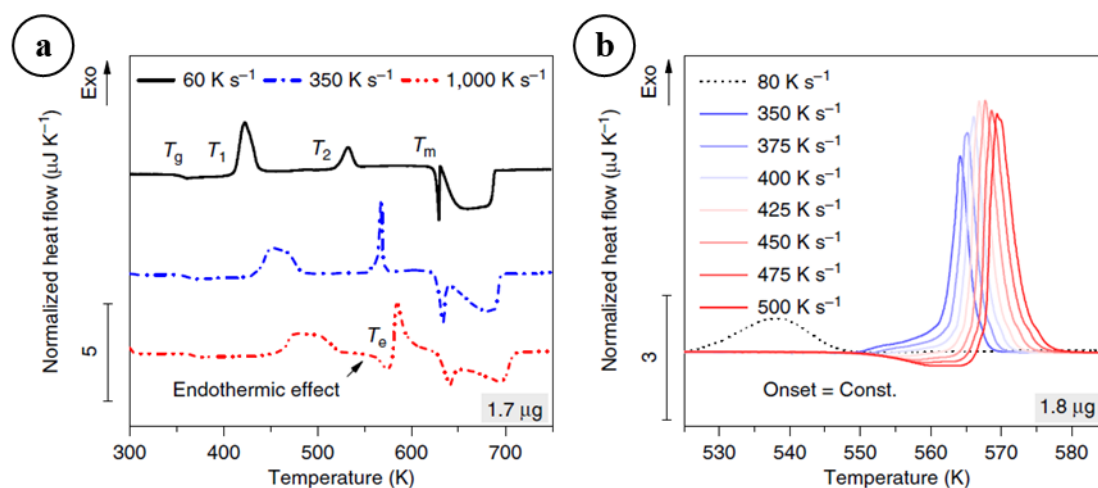 a
Exo
Normalized heat flow (μJ K⁻¹)
5
60 K s⁻¹ 350 K s⁻¹ 1,000 K s⁻¹
Tg T1 T2 Tm
Te
Endothermic effect
1.7 μg
300 400 500 600 700
Temperature (K)
b
Exo
Normalized heat flow (μJ K⁻¹)
3
80 K s⁻¹
350 K s⁻¹
375 K s⁻¹
400 K s⁻¹
425 K s⁻¹
450 K s⁻¹
475 K s⁻¹
500 K s⁻¹
Onset = Const.
1.8 μg
530 540 550 560 570 580
Temperature (K)